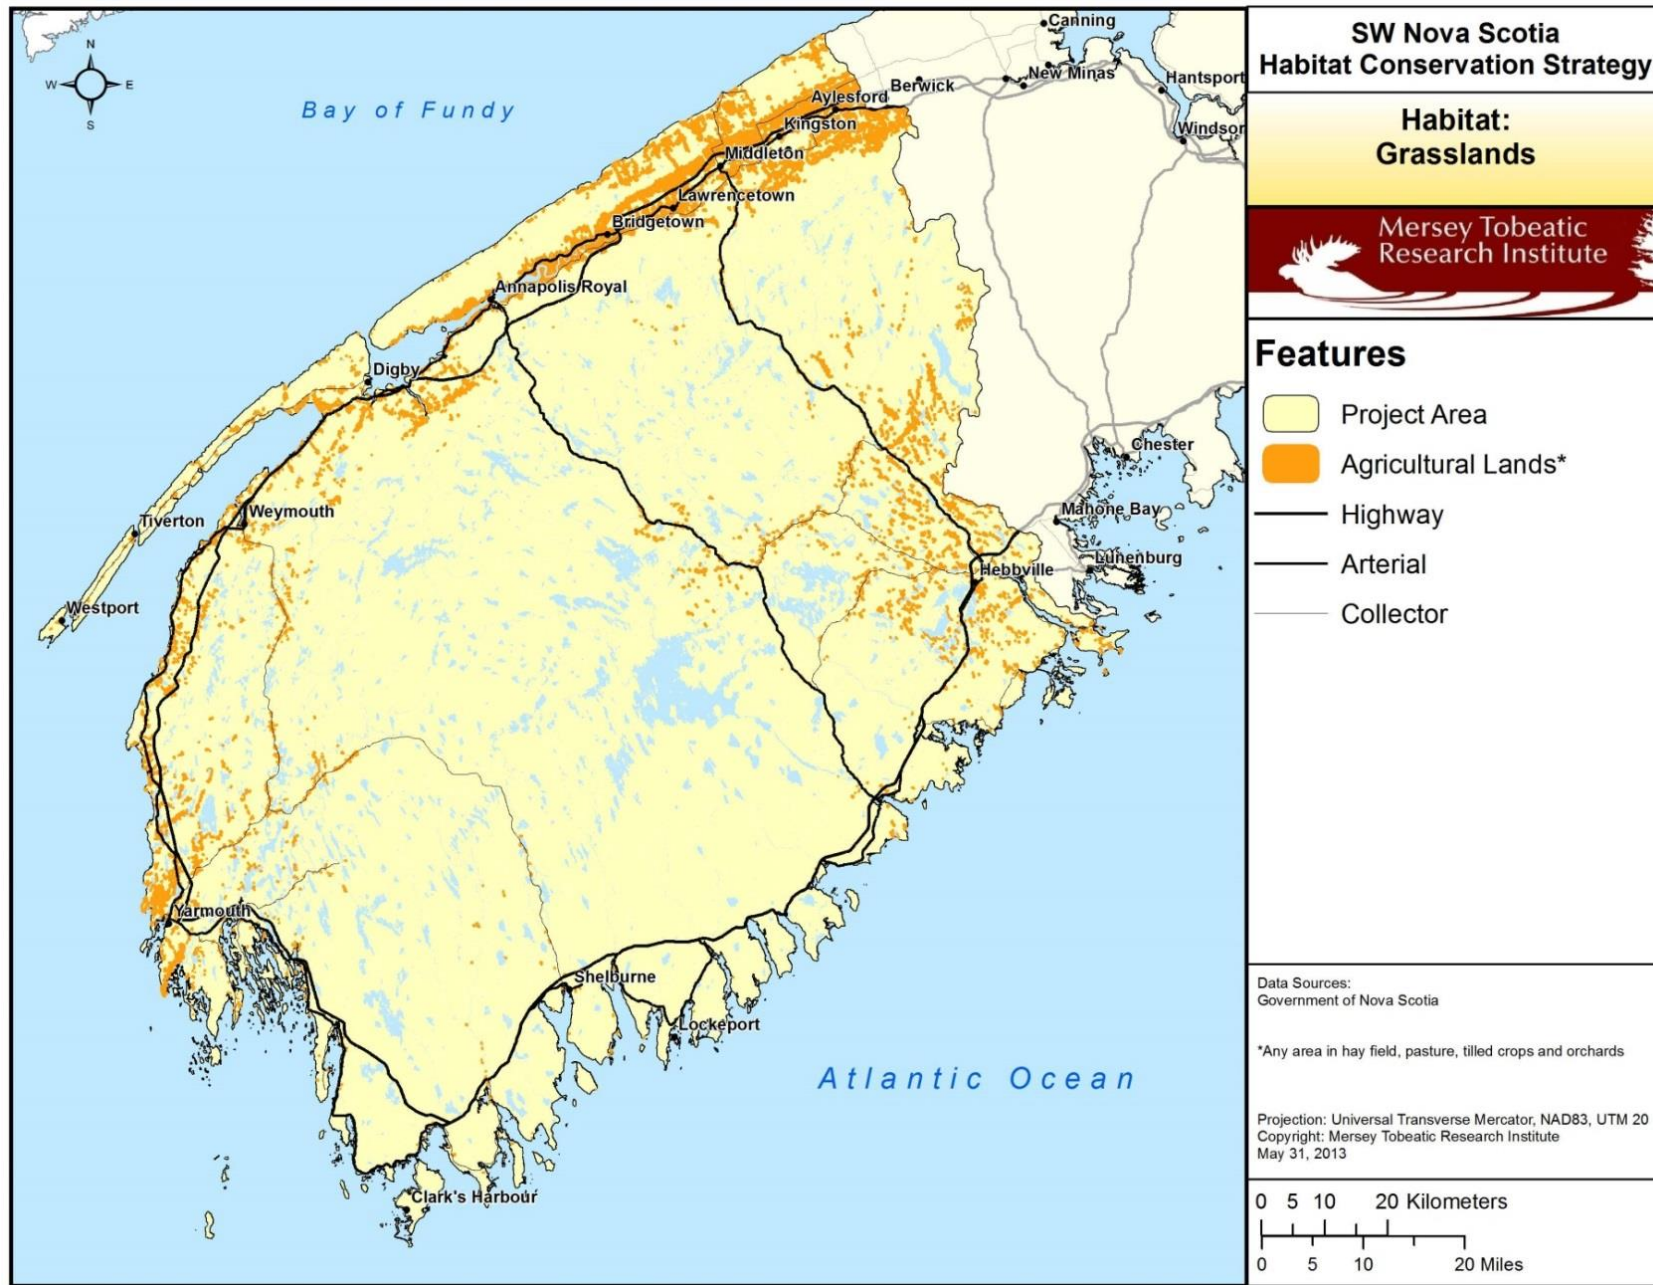 N
W
E
S
Bay of Fundy
Canning
New Minas
Hantsport
Berwick
Aylesford
Kingston
Windsor
Middleton
Lawrencetown
Bridgetown
Annapolis Royal
Digby
Chester
Weymouth
Tiverton
Mahone Bay
Lunenburg
Hebbville
Westport
Yarmouth
Shelburne
Lockeport
Atlantic Ocean
Clark's Harbour
SW Nova Scotia
Habitat Conservation Strategy
Habitat:
Grasslands
Mersey Tobeatic
Research Institute
Features
Project Area
Agricultural Lands*
Highway
Arterial
Collector
Data Sources:
Government of Nova Scotia
*Any area in hay field, pasture, tilled crops and orchards
Projection: Universal Transverse Mercator, NAD83, UTM 20
Copyright: Mersey Tobeatic Research Institute
May 31, 2013
0 5 10 20 Kilometers
0 5 10 20 Miles